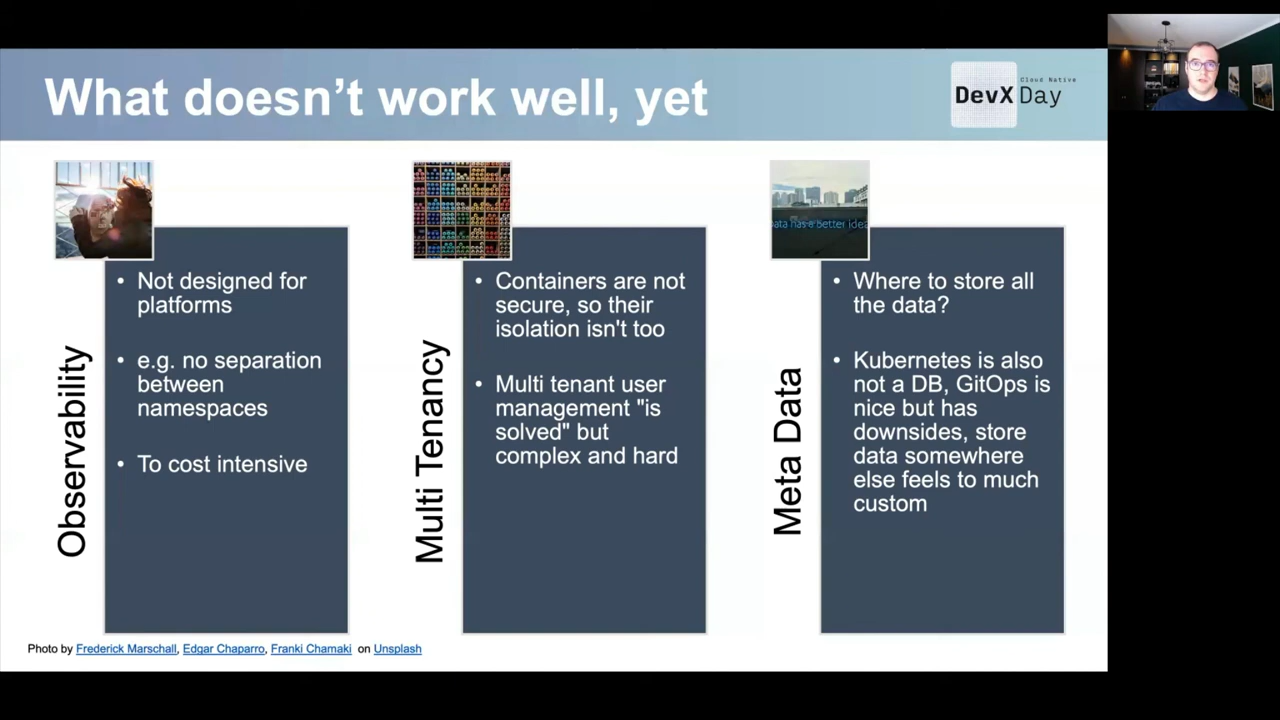 What doesn't work well, yet
Cloud Native
DevX Day
ata has a better idea
Observability
• Not designed for
platforms
• e.g. no separation
between
namespaces
• To cost intensive
Multi Tenancy
• Containers are not
secure, so their
isolation isn't too
• Multi tenant user
management "is
solved" but
complex and hard
Meta Data
• Where to store all
the data?
• Kubernetes is also
not a DB, GitOps is
nice but has
downsides, store
data somewhere
else feels to much
custom
Photo by Frederick Marschall, Edgar Chaparro, Franki Chamaki on Unsplash